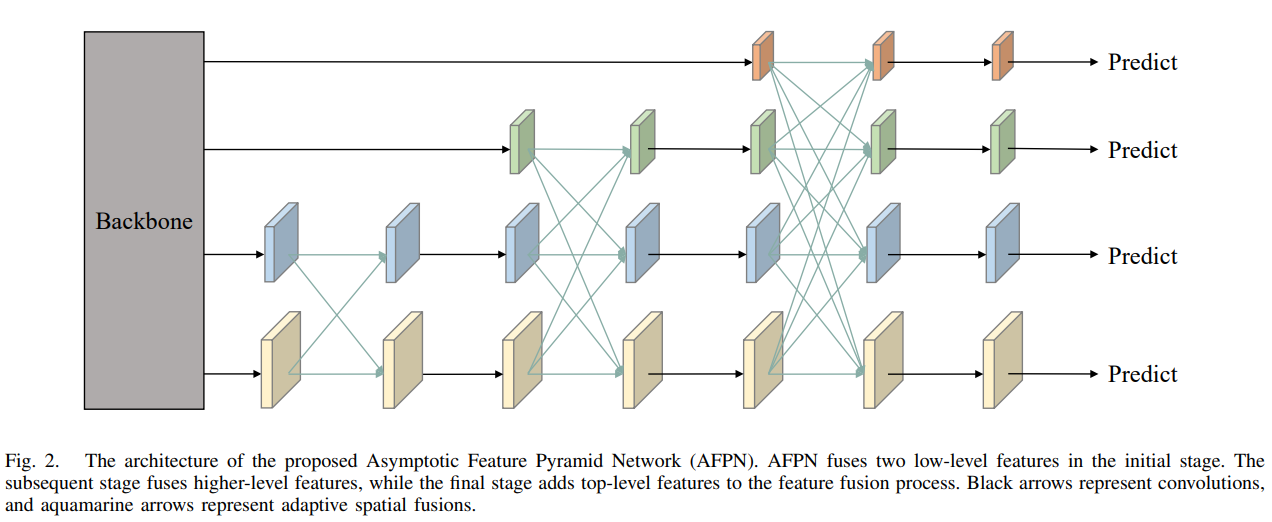 Predict
Predict
Backbone
Predict
Predict
Fig. 2. The architecture of the proposed Asymptotic Feature Pyramid Network (AFPN). AFPN fuses two low-level features in the initial stage. The
subsequent stage fuses higher-level features, while the final stage adds top-level features to the feature fusion process. Black arrows represent convolutions,
and aquamarine arrows represent adaptive spatial fusions.